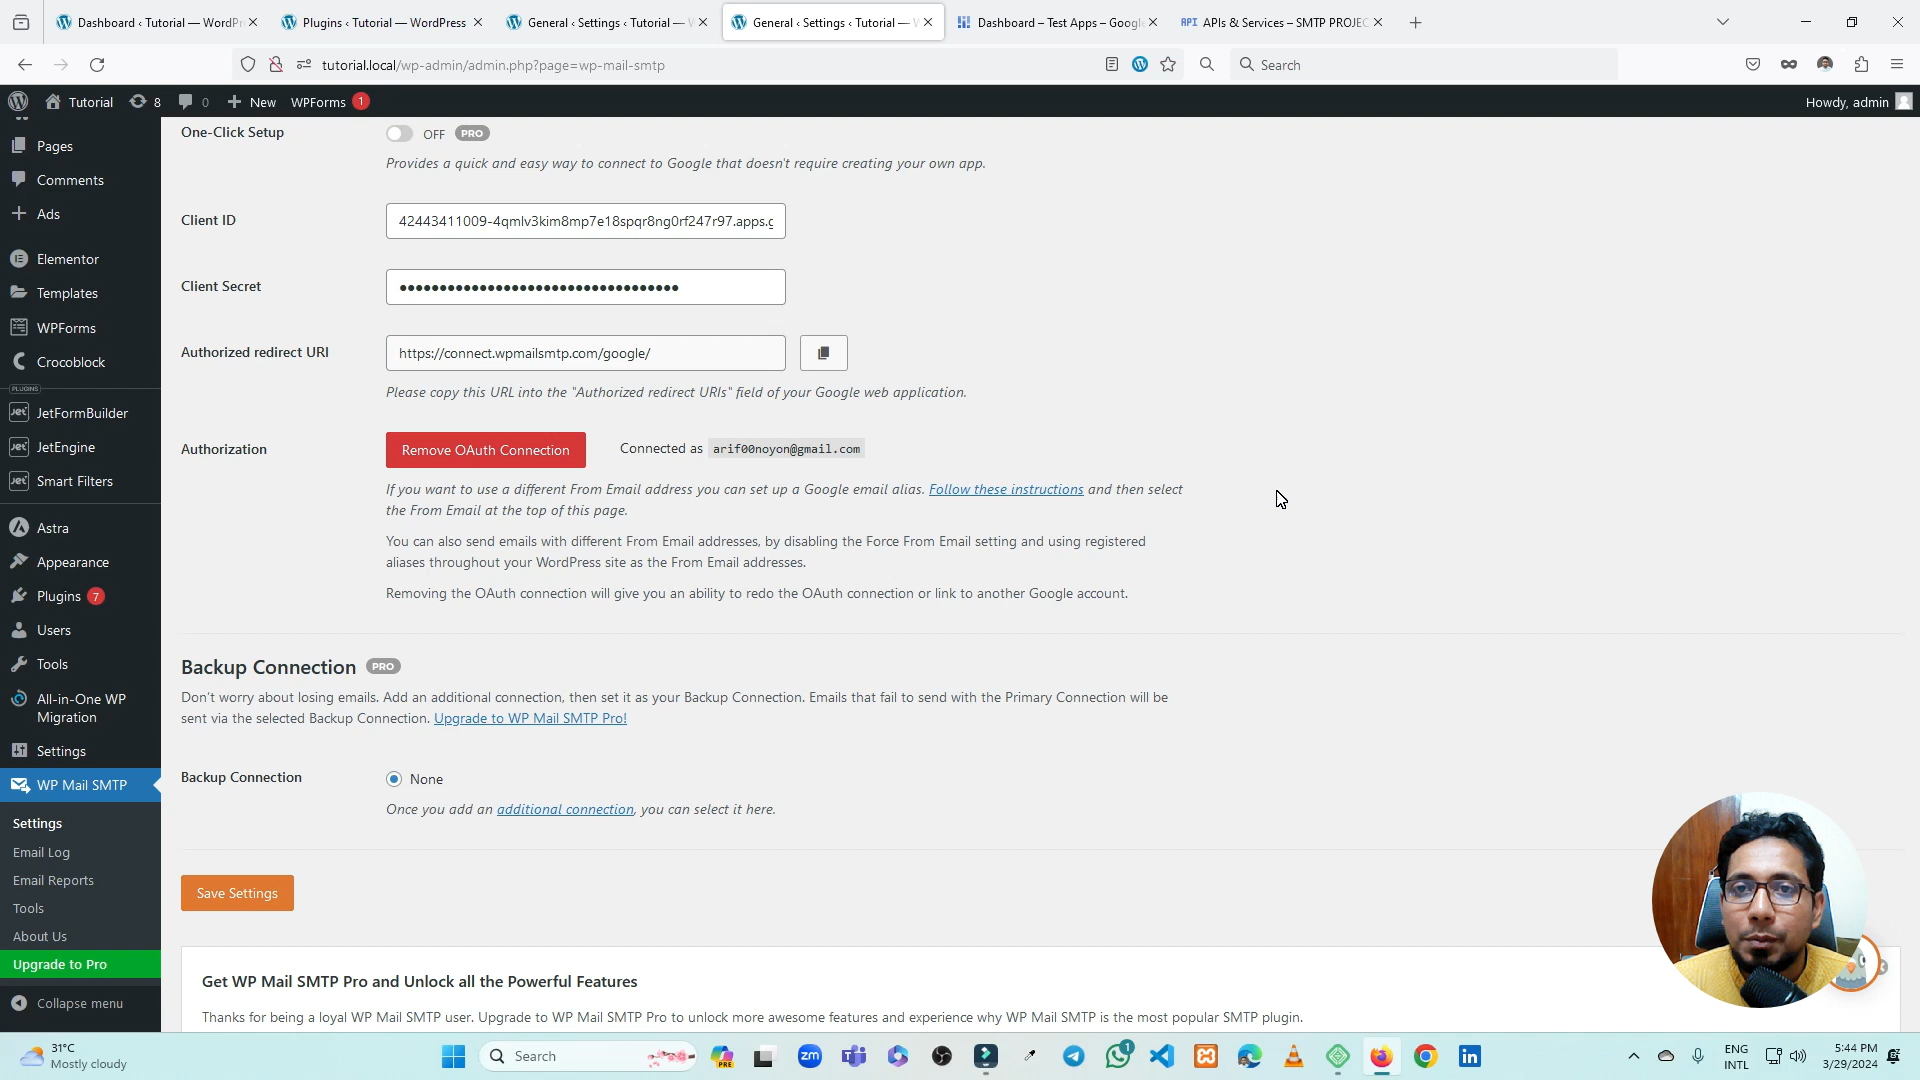 Dashboard ‹ Tutorial — WordPr
Plugins ‹ Tutorial — WordPress
General ‹ Settings ‹ Tutorial — W
General ‹ Settings ‹ Tutorial — W
Dashboard – Test Apps – Google
API APIs & Services – SMTP PROJEC
tutorial.local/wp-admin/admin.php?page=wp-mail-smtp
Search
Tutorial
8
0
New
WPForms 1
Howdy, admin
Pages
Comments
Ads
Elementor
Templates
WPForms
Crocoblock
PLUGINS
JetFormBuilder
JetEngine
Smart Filters
Astra
Appearance
Plugins 7
Users
Tools
All-in-One WP
Migration
Settings
WP Mail SMTP
Settings
Email Log
Email Reports
Tools
About Us
Upgrade to Pro
Collapse menu
One-Click Setup
OFF PRO
Provides a quick and easy way to connect to Google that doesn't require creating your own app.
Client ID
42443411009-4qmlv3kim8mp7e18spqr8ng0rf247r97.apps.g
Client Secret
Authorized redirect URI
https://connect.wpmailsmtp.com/google/
Please copy this URL into the "Authorized redirect URIs" field of your Google web application.
Authorization
Remove OAuth Connection
Connected as arif00noyon@gmail.com
If you want to use a different From Email address you can set up a Google email alias. Follow these instructions and then select
the From Email at the top of this page.
You can also send emails with different From Email addresses, by disabling the Force From Email setting and using registered
aliases throughout your WordPress site as the From Email addresses.
Removing the OAuth connection will give you an ability to redo the OAuth connection or link to another Google account.
Backup Connection PRO
Don't worry about losing emails. Add an additional connection, then set it as your Backup Connection. Emails that fail to send with the Primary Connection will be
sent via the selected Backup Connection. Upgrade to WP Mail SMTP Pro!
Backup Connection
None
Once you add an additional connection, you can select it here.
Save Settings
Get WP Mail SMTP Pro and Unlock all the Powerful Features
Thanks for being a loyal WP Mail SMTP user. Upgrade to WP Mail SMTP Pro to unlock more awesome features and experience why WP Mail SMTP is the most popular SMTP plugin.
31°C
Mostly cloudy
Search
PRE
zm
1
ENG
INTL
5:44 PM
3/29/2024